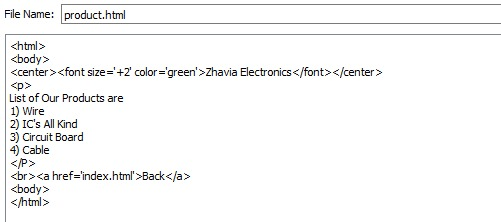 File Name: product.html
<html>
<body>
<center><font size='+2' color='green'>Zhavia Electronics</font></center>
<p>
List of Our Products are
1) Wire
2) IC's All Kind
3) Circuit Board
4) Cable
</P>
<br><a href='index.html'>Back</a>
<body>
</html>